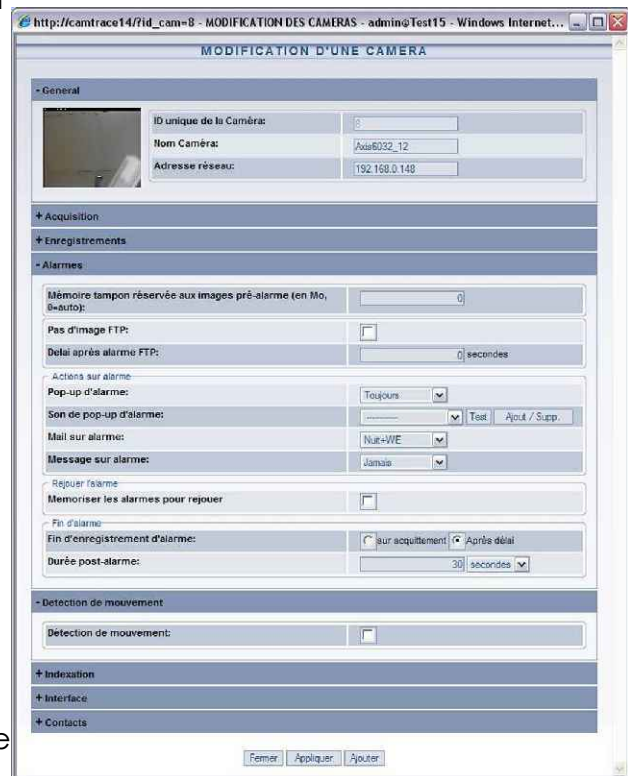 http://camtrace14/?id_cam=8 - MODIFICATION DES CAMERAS - admin@Test15 - Windows Internet...
MODIFICATION D'UNE CAMERA
- General
ID unique de la Caméra: 8
Nom Caméra: Axis6032_12
Adresse réseau: 192.168.0.148
+ Acquisition
+ Enregistrements
- Alarmes
Mémoire tampon réservée aux images pré-alarme (en Mo, 0=auto): 0
Pas d'image FTP:
Delai après alarme FTP: 0 secondes
Actions sur alarme
Pop-up d'alarme: Toujours
Son de pop-up d'alarme: ---------- Test Ajout / Supp.
Mail sur alarme: Nuit+WE
Message sur alarme: Jamais
Rejouer l'alarme
Memoriser les alarmes pour rejouer
Fin d'alarme
Fin d'enregistrement d'alarme: sur acquittement Après délai
Durée post-alarme: 30 secondes
- Detection de mouvement
Détection de mouvement:
+ Indexation
+ Interface
+ Contacts
e
Fermer Appliquer Ajouter